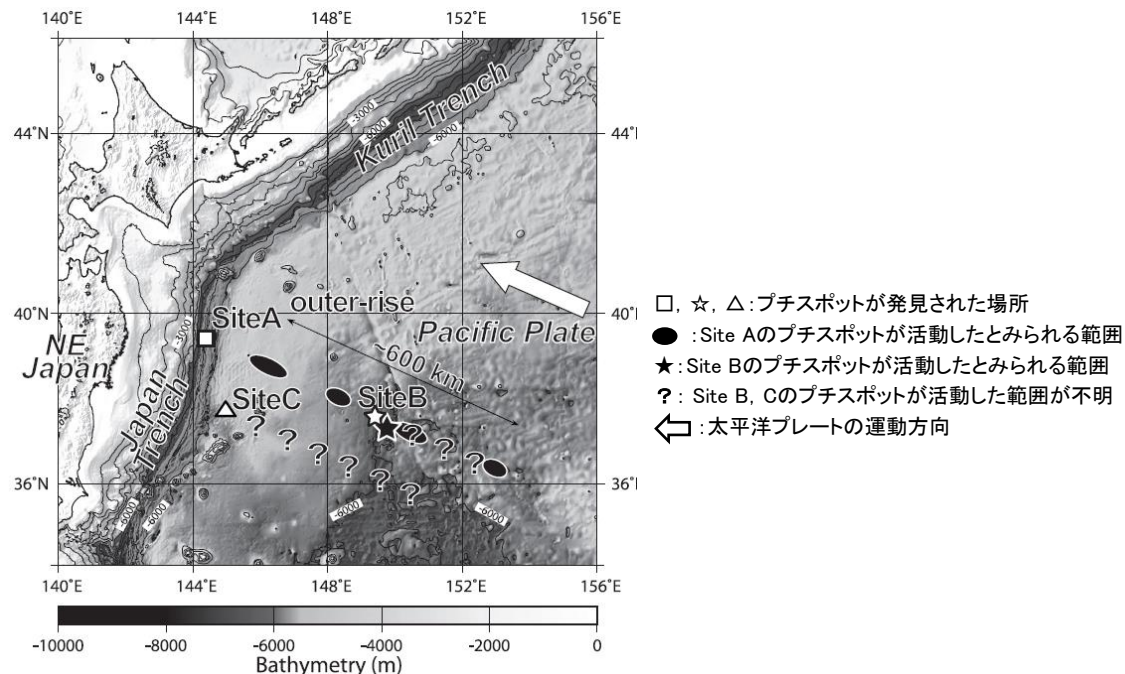 140˚E 144˚E 148˚E 152˚E 156˚E
44˚N 44˚
40˚N 40˚
36˚N 36˚
-3000
-6000
Kuril Trench
-6000
outer-rise
SiteA
Pacific Plate
-3000
NE
Japan
~600 km
SiteB
SiteC
Japan
Trench
? ? ? ? ? ? ? ? ?
-6000
-6000
-6000
-6000
140˚E 144˚E 148˚E 152˚E 156˚E
-10000 -8000 -6000 -4000 -2000 0
Bathymetry (m)
□, ☆, △:プチスポットが発見された場所
:Site Aのプチスポットが活動したとみられる範囲
★:Site Bのプチスポットが活動したとみられる範囲
?: Site B, Cのプチスポットが活動した範囲が不明
:太平洋プレートの運動方向